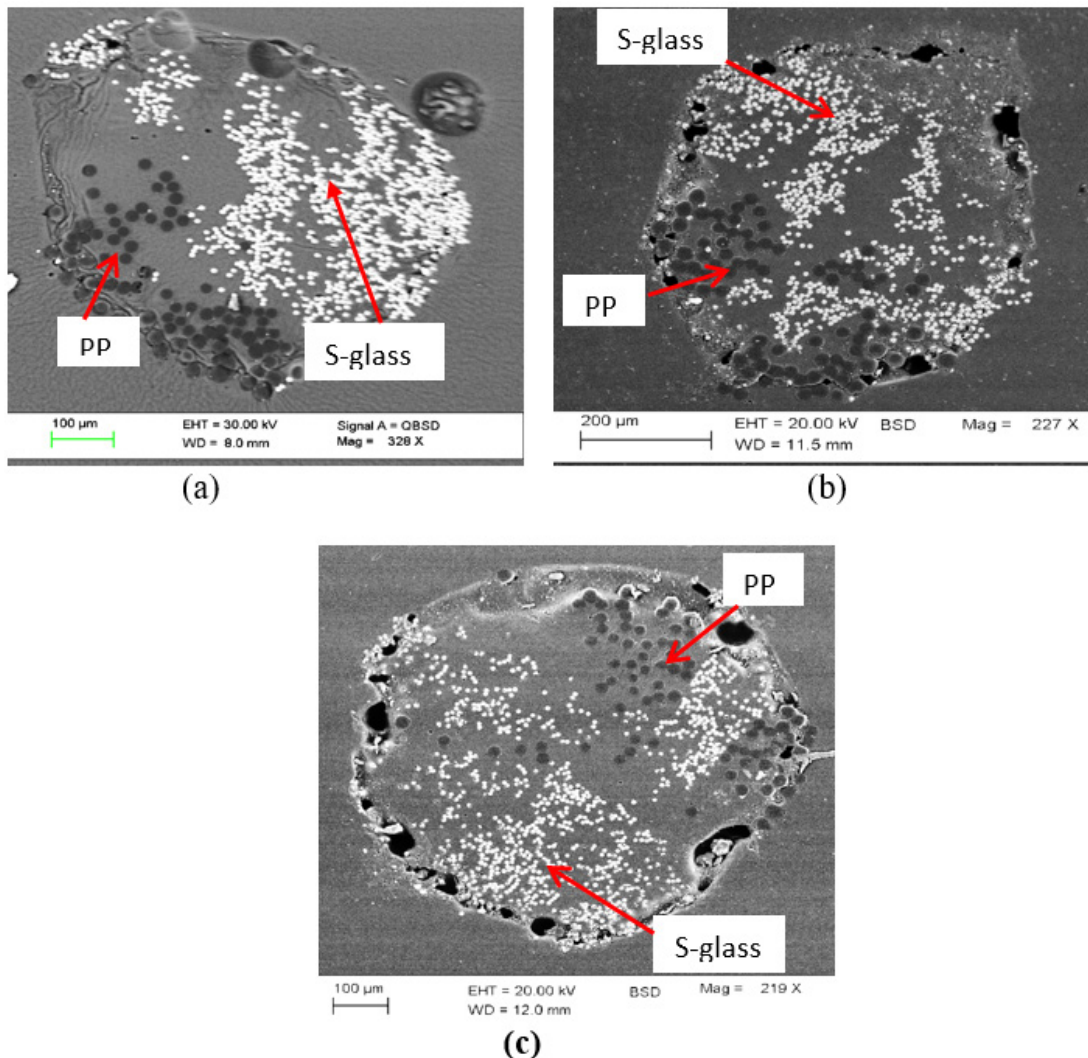 S-glass
PP
S-glass
PP
100 µm
EHT = 30.00 kV
Signal A = QBSD
WD = 8.0 mm
Mag = 328 X
200 µm
EHT = 20.00 kV
BSD
Mag = 227 X
WD = 11.5 mm
(a)
(b)
PP
S-glass
100 µm
EHT = 20.00 kV
BSD
Mag = 219 X
WD = 12.0 mm
(c)